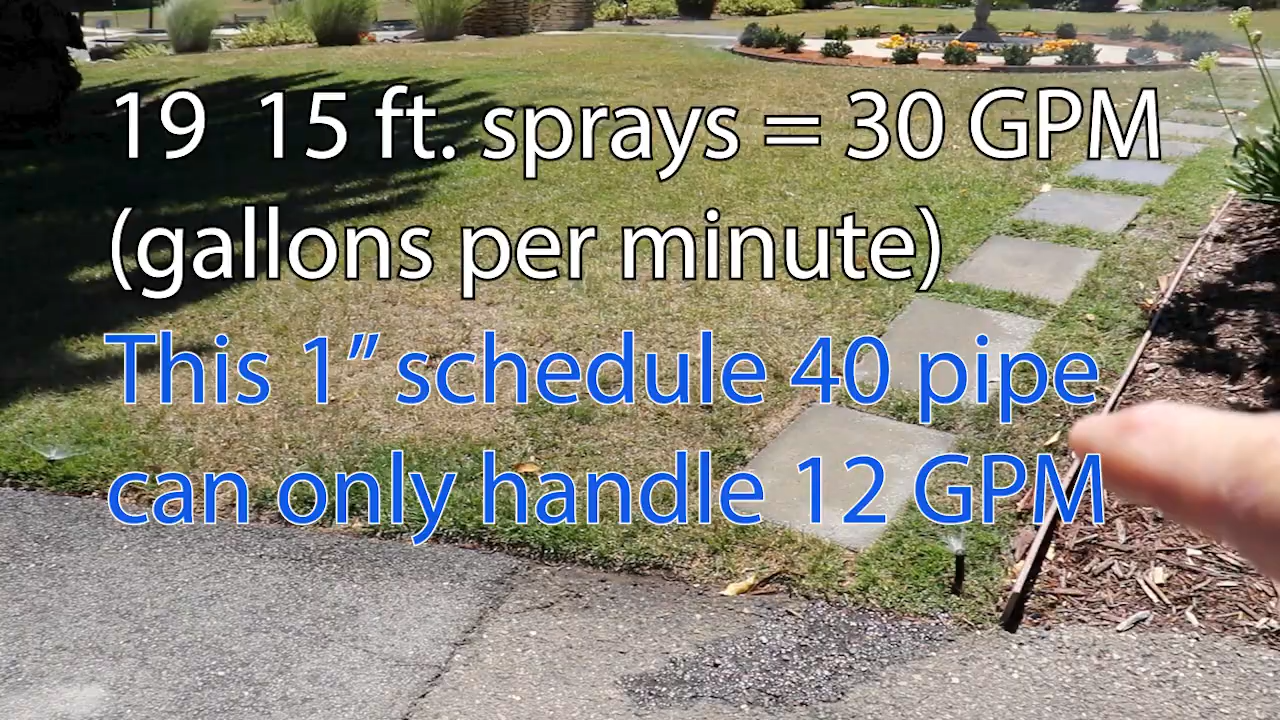 19  15 ft. sprays = 30 GPM
(gallons per minute)
This 1” schedule 40 pipe
can only handle 12 GPM